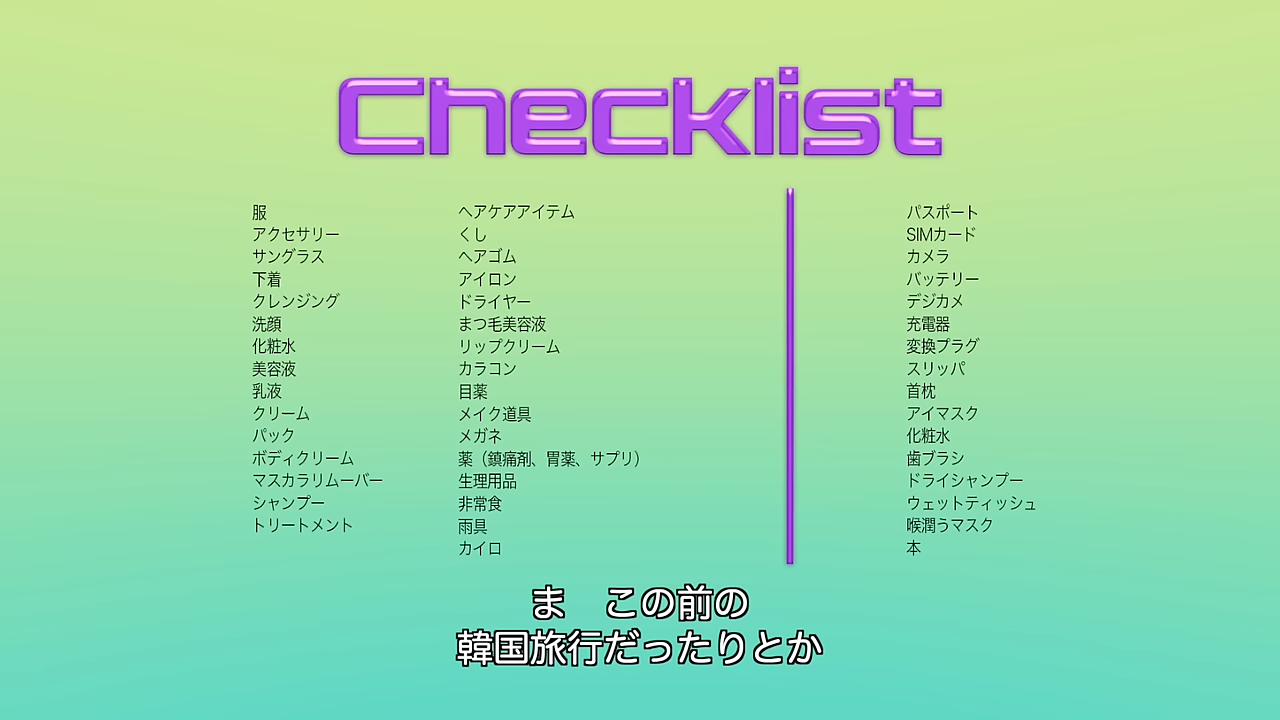 Checklist
服
アクセサリー
サングラス
下着
クレンジング
洗顔
化粧水
美容液
乳液
クリーム
パック
ボディクリーム
マスカラリムーバー
シャンプー
トリートメント
ヘアケアアイテム
くし
ヘアゴム
アイロン
ドライヤー
まつ毛美容液
リップクリーム
カラコン
目薬
メイク道具
メガネ
薬（鎮痛剤、胃薬、サプリ）
生理用品
非常食
雨具
カイロ
パスポート
SIMカード
カメラ
バッテリー
デジカメ
充電器
変換プラグ
スリッパ
首枕
アイマスク
化粧水
歯ブラシ
ドライシャンプー
ウェットティッシュ
喉潤うマスク
本
ま　この前の
韓国旅行だったりとか